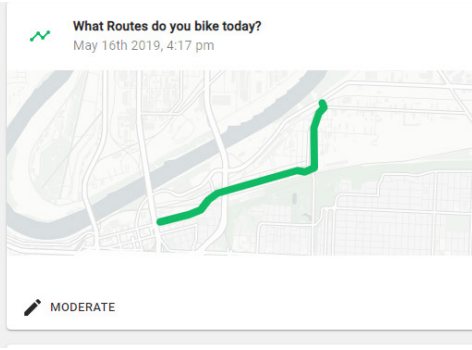 What Routes do you bike today?
May 16th 2019, 4:17 pm
MODERATE